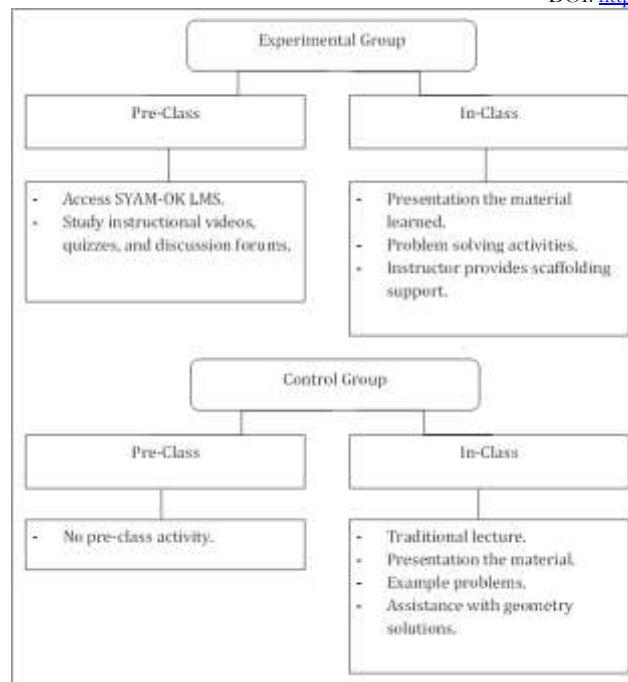 DOI: http
Experimental Group
Pre-Class
In-Class
- Access SYAM-OK LMS.
- Study instructional videos,
quizzes, and discussion forums.
- Presentation the material
learned.
- Problem solving activities.
- Instructor provides scaffolding
support.
Control Group
Pre-Class
In-Class
- No pre-class activity.
- Traditional lecture.
- Presentation the material.
- Example problems.
- Assistance with geometry
solutions.